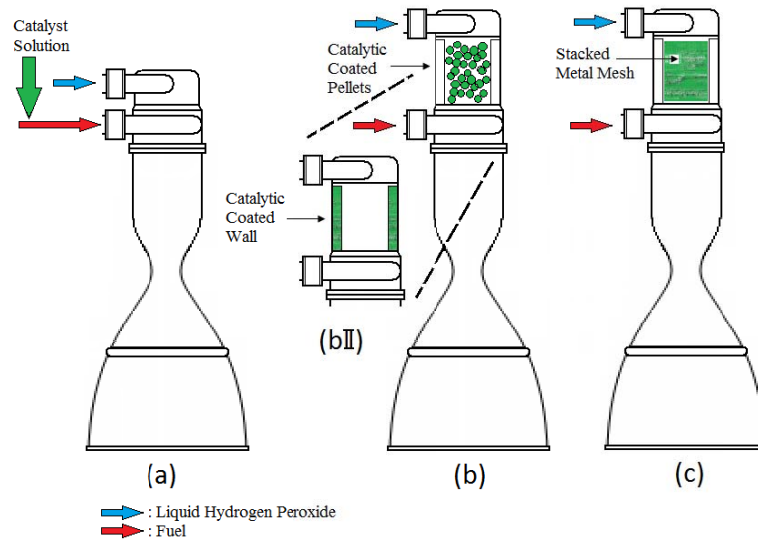 Catalyst
Solution
Catalytic
Coated
Pellets
Stacked
Metal Mesh
Catalytic
Coated
Wall
(bⅡ)
(a)
(b)
(c)
: Liquid Hydrogen Peroxide
: Fuel